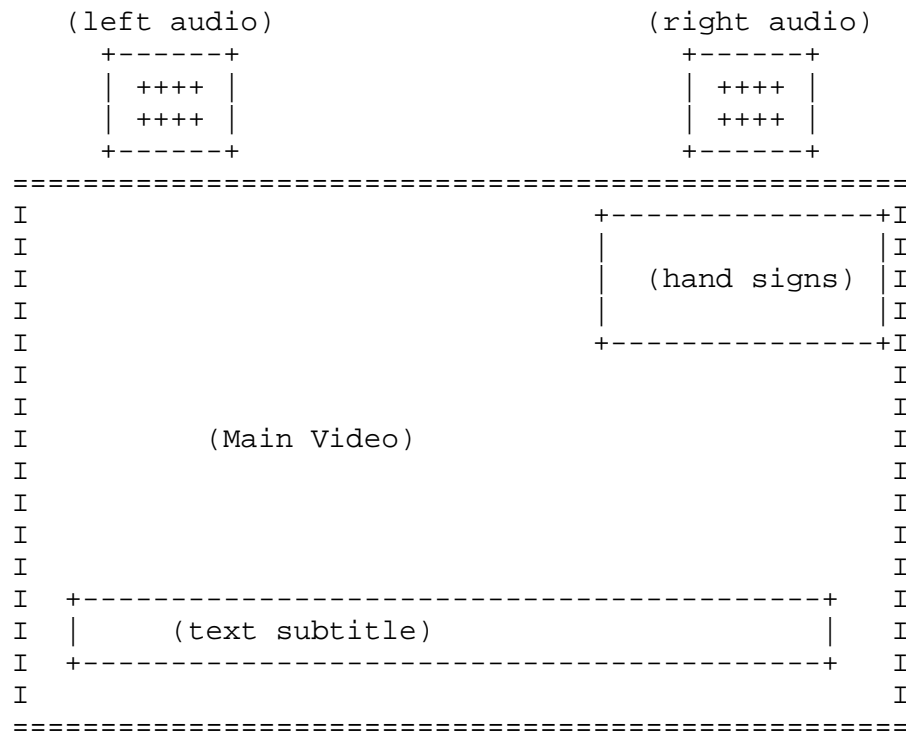 (left audio) (right audio)
+------+ +------+
| ++++ | | ++++ |
| ++++ | | ++++ |
+------+ +------+
===================================================
I +---------------+I
I | |I
I | (hand signs) |I
I | |I
I +---------------+I
I I
I I
I (Main Video) I
I I
I I
I I
I I
I +------------------------------------------+ I
I | (text subtitle) | I
I +------------------------------------------+ I
I I
===================================================